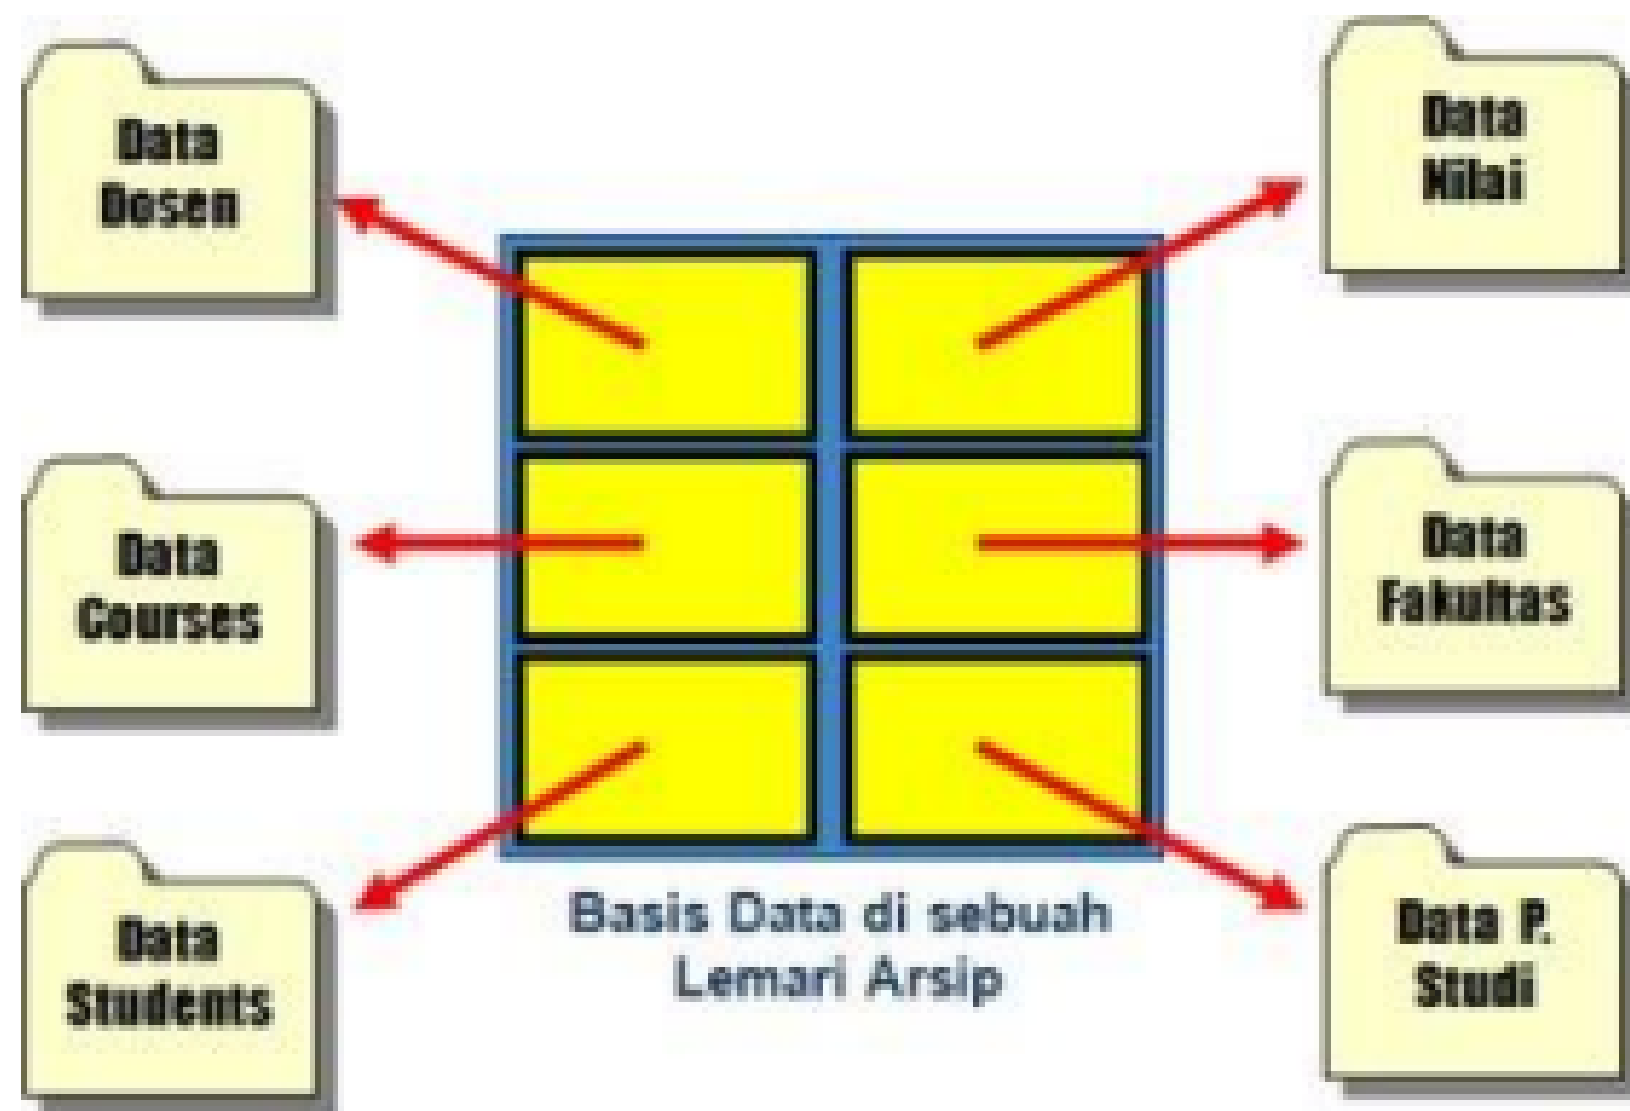 Data
Dosen
Data
Nilai
Data
Courses
Data
Fakultas
Data
Students
Basis Data di sebuah
Lemari Arsip
Data P.
Studi